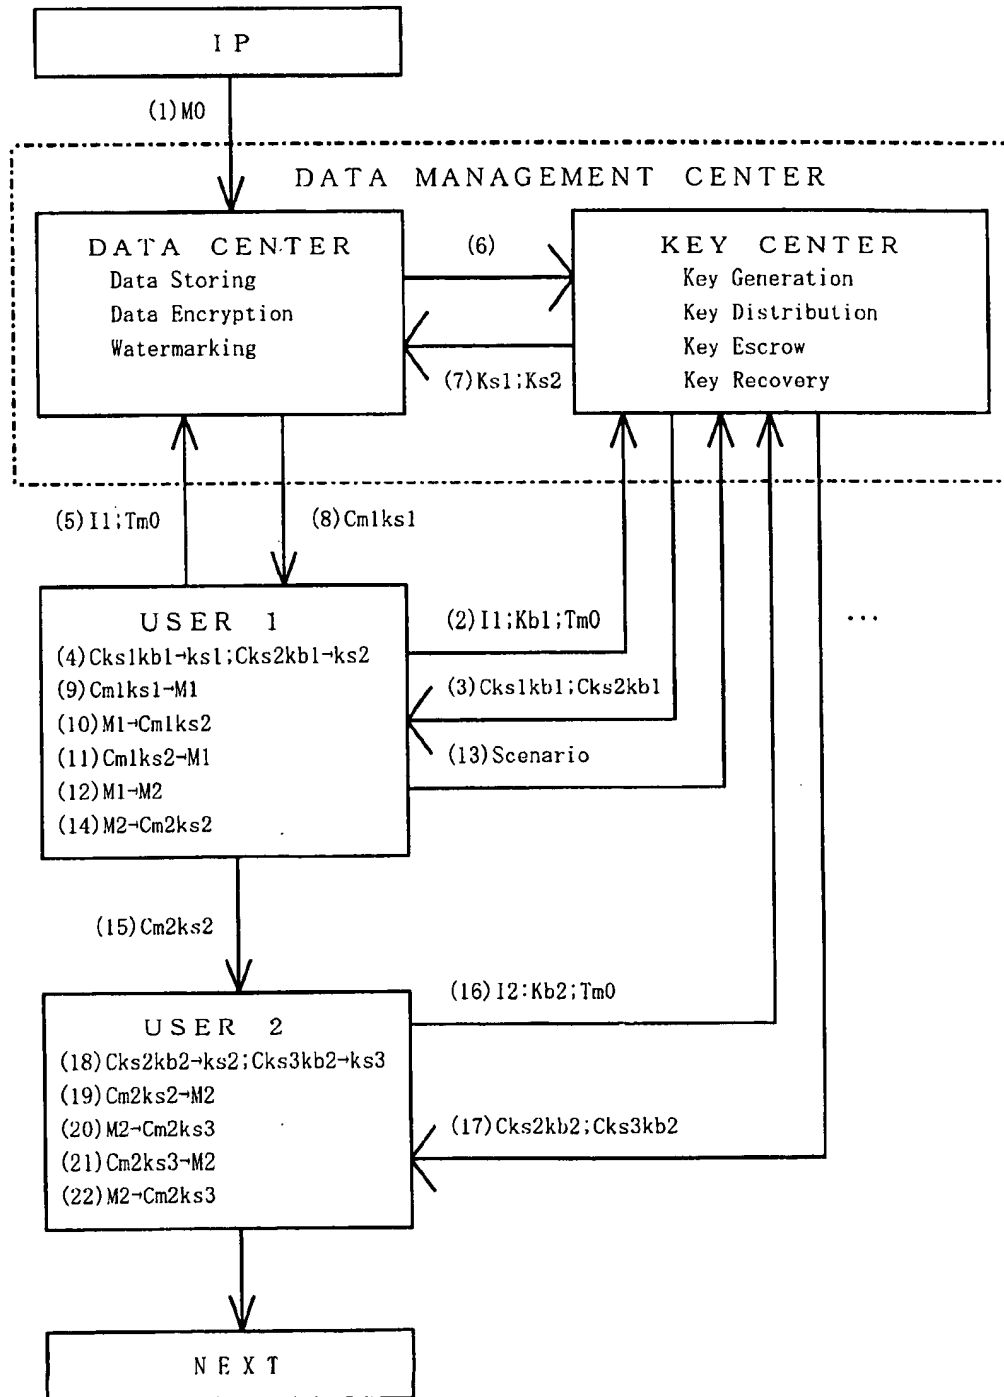 IP
(1)M0
DATA MANAGEMENT CENTER
DATA CENTER
Data Storing
Data Encryption
Watermarking
(6)
(7)Ks1;Ks2
KEY CENTER
Key Generation
Key Distribution
Key Escrow
Key Recovery
(5)I1;Tm0
(8)Cm1ks1
USER 1
(4)Cks1kb1→ks1;Cks2kb1→ks2
(9)Cm1ks1→M1
(10)M1→Cm1ks2
(11)Cm1ks2→M1
(12)M1→M2
(14)M2→Cm2ks2
(2)I1;Kb1;Tm0
(3)Cks1kb1;Cks2kb1
(13)Scenario
...
(15)Cm2ks2
USER 2
(18)Cks2kb2→ks2;Cks3kb2→ks3
(19)Cm2ks2→M2
(20)M2→Cm2ks3
(21)Cm2ks3→M2
(22)M2→Cm2ks3
(16)I2:Kb2;Tm0
(17)Cks2kb2;Cks3kb2
NEXT